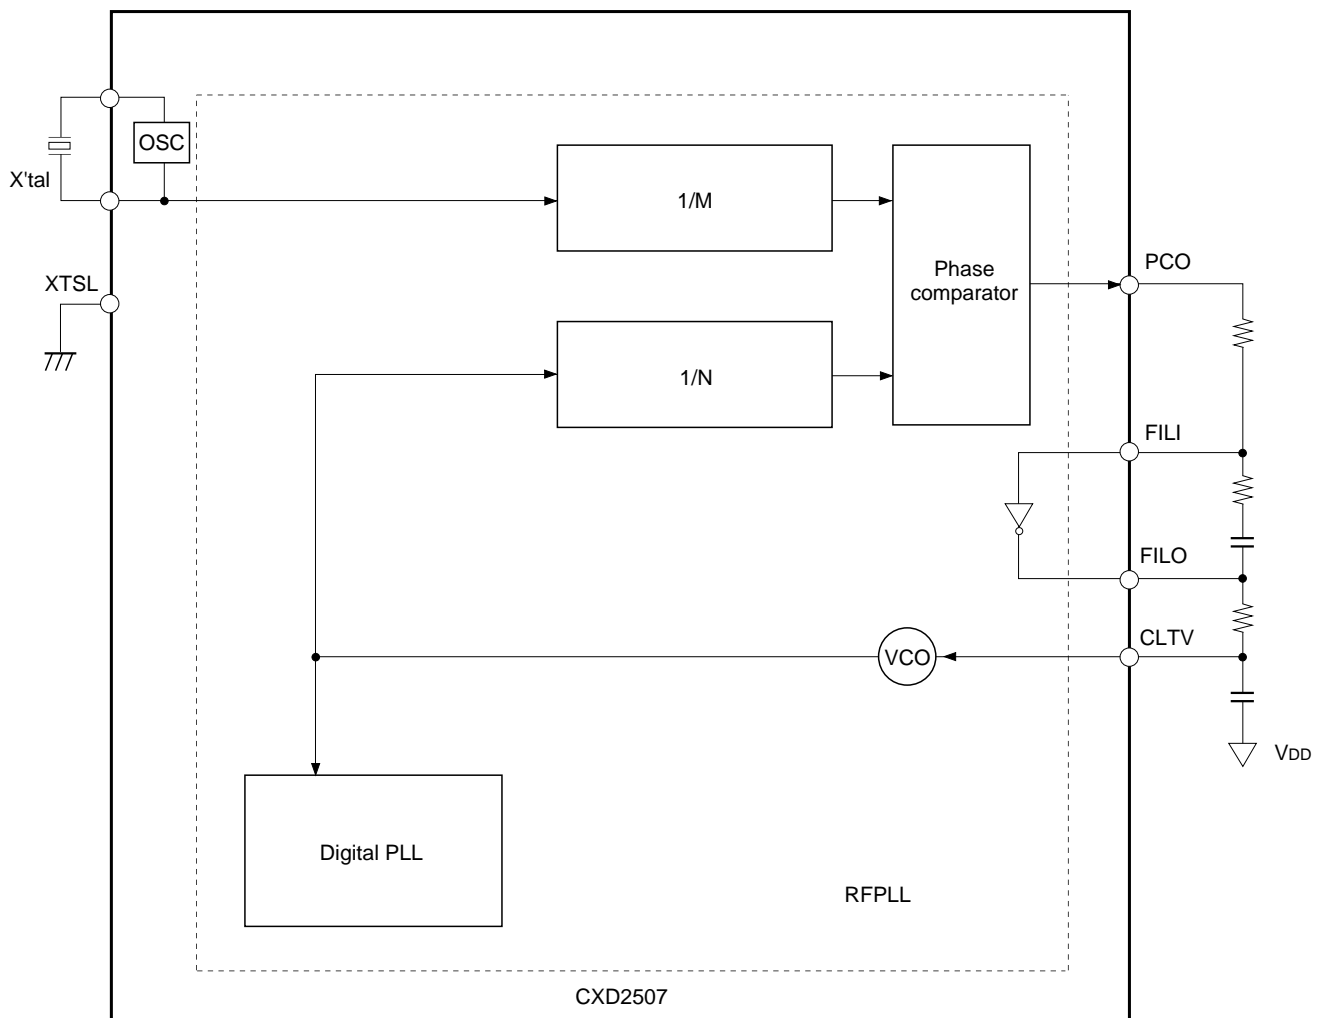 OSC
X'tal
1/M
XTSL
Phase
comparator
PCO
1/N
FILI
FILO
CLTV
VCO
VDD
Digital PLL
RFPLL
CXD2507